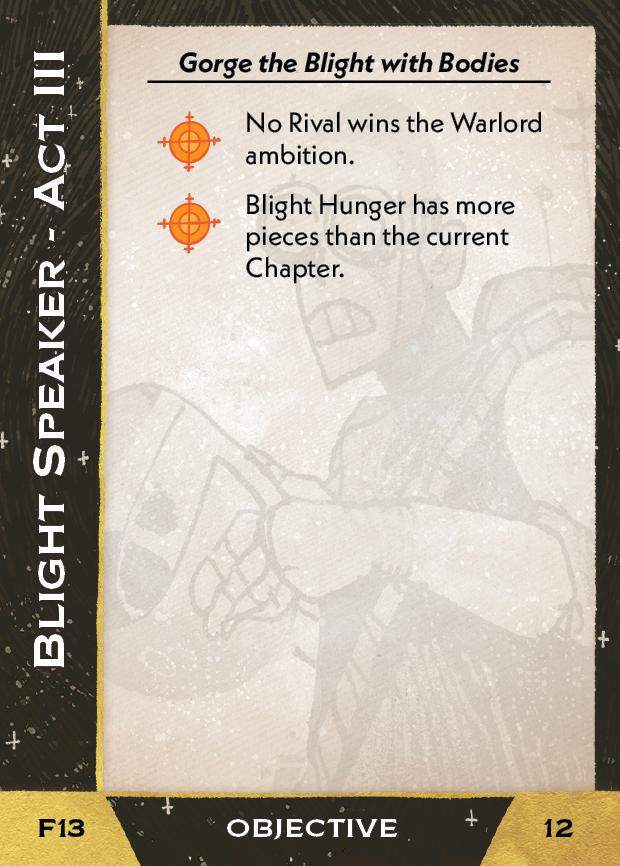 BLIGHT SPEAKER - ACT III
Gorge the Blight with Bodies
No Rival wins the Warlord
ambition.
Blight Hunger has more
pieces than the current
Chapter.
F13
OBJECTIVE
12